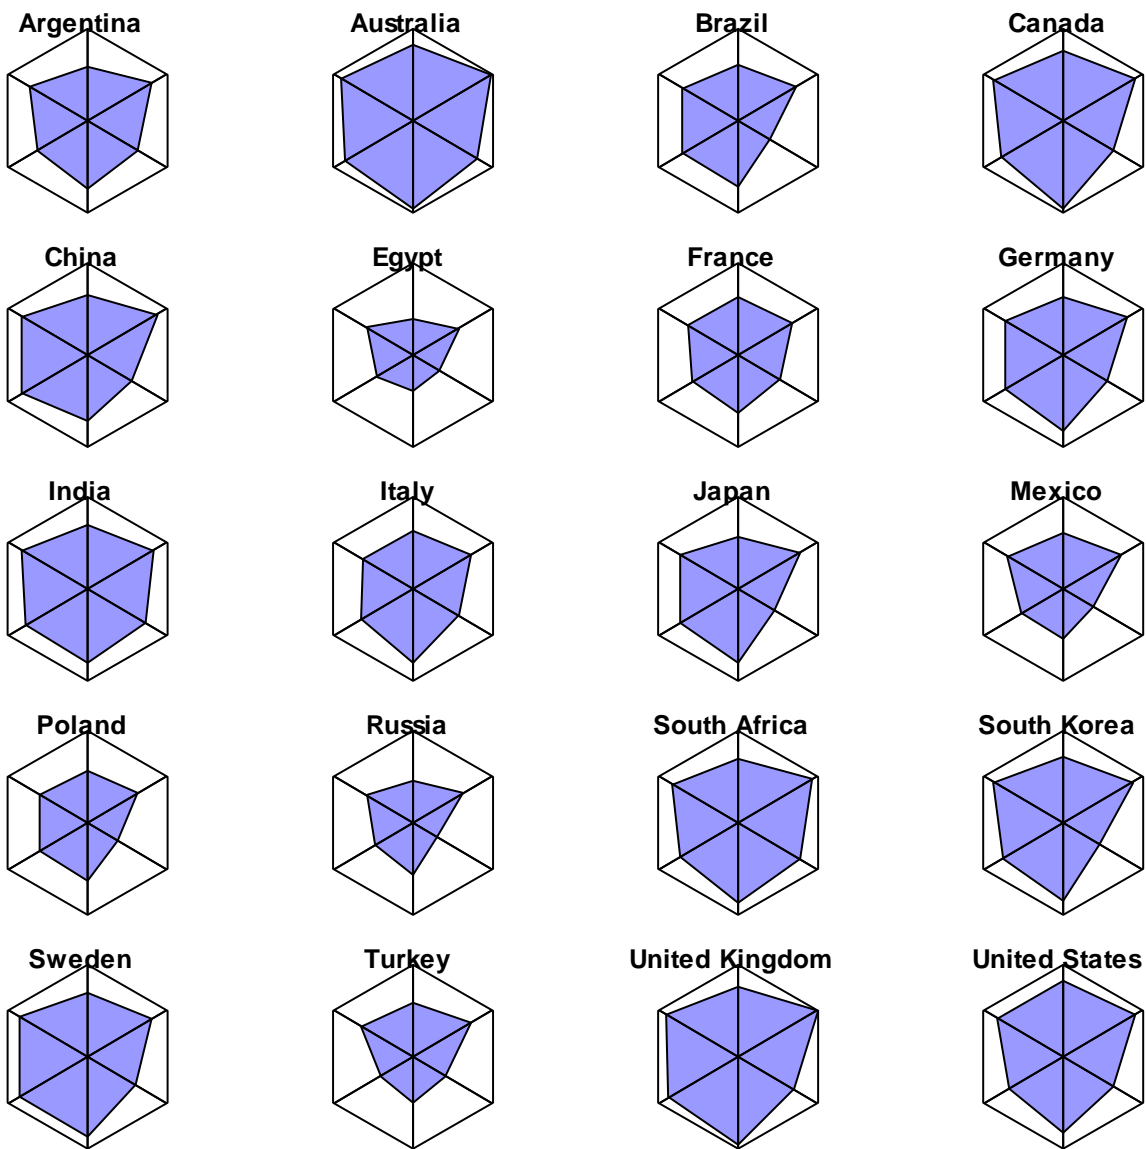 Argentina
Australia
Brazil
Canada
China
Egypt
France
Germany
India
Italy
Japan
Mexico
Poland
Russia
South Africa
South Korea
Sweden
Turkey
United Kingdom
United States